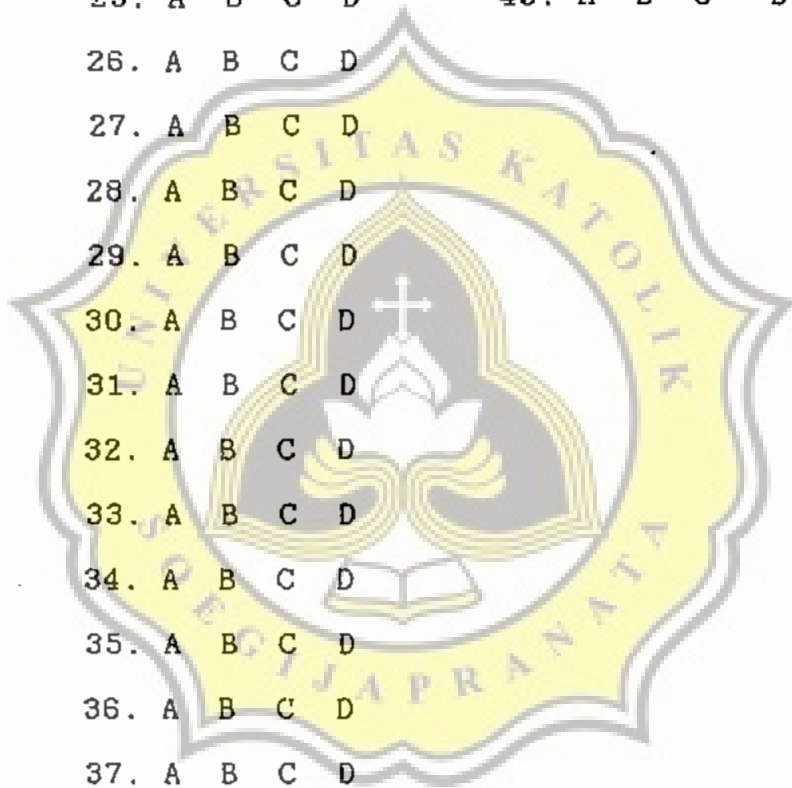 26. A B C D
27. A B C D
28. A B C D
29. A B C D
30. A B C D
31. A B C D
32. A B C D
33. A B C D
34. A B C D
35. A B C D
36. A B C D
37. A B C D
UNIVERSITAS KATOLIK
SOEGIJAPRANATA